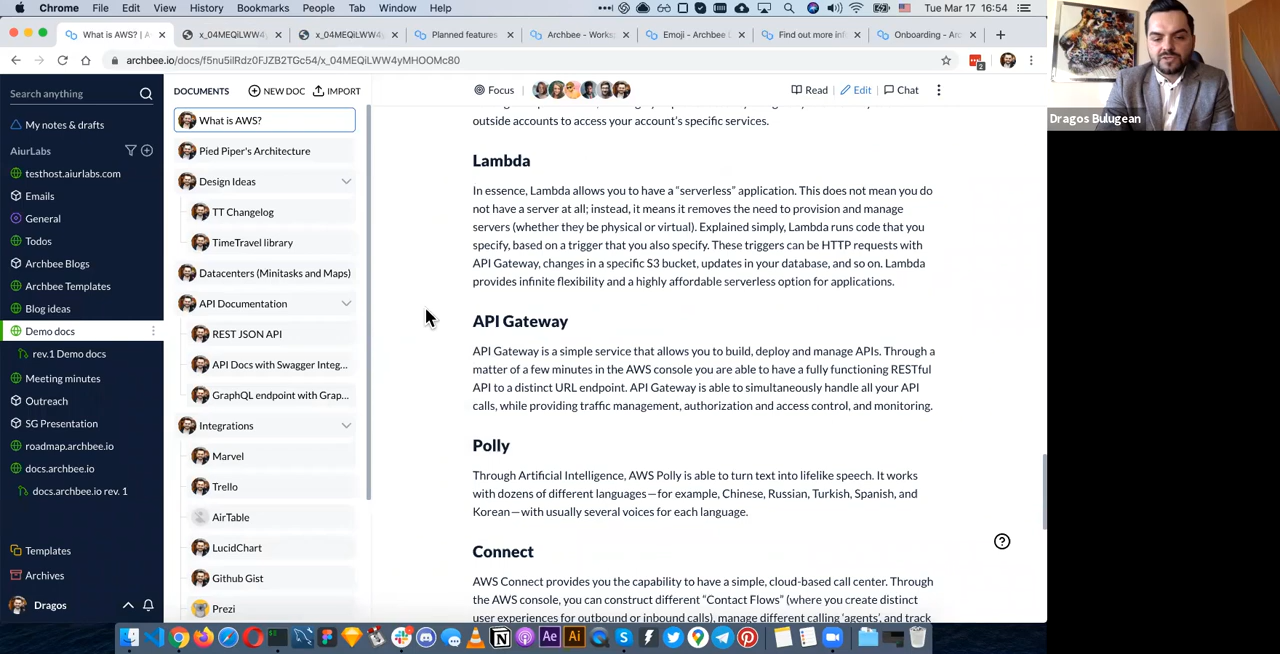 Chrome File Edit View History Bookmarks People Tab Window Help
Tue Mar 17 16:54
What is AWS? | A
x_04MEQiLWW4
x_04MEQiLWW4
Planned features
Archbee - Works
Emoji - Archbee
Find out more in
Onboarding - Ar
archbee.io/docs/f5nu5ilRdz0FJZB2TGc54/x_04MEQiLWW4yMHOOMc80
2
Search anything
DOCUMENTS
NEW DOC
IMPORT
Focus
Read
Edit
Chat
Dragos Bulugean
My notes & drafts
AiurLabs
testhost.aiurlabs.com
Emails
General
Todos
Archbee Blogs
Archbee Templates
Blog ideas
Demo docs
rev.1 Demo docs
Meeting minutes
Outreach
SG Presentation
roadmap.archbee.io
docs.archbee.io
docs.archbee.io rev. 1
Templates
Archives
Dragos
What is AWS?
Pied Piper's Architecture
Design Ideas
TT Changelog
TimeTravel library
Datacenters (Minitasks and Maps)
API Documentation
REST JSON API
API Docs with Swagger Integ...
GraphQL endpoint with Grap...
Integrations
Marvel
Trello
AirTable
LucidChart
Github Gist
Prezi
outside accounts to access your account's specific services.
Lambda
In essence, Lambda allows you to have a “serverless” application. This does not mean you do
not have a server at all; instead, it means it removes the need to provision and manage
servers (whether they be physical or virtual). Explained simply, Lambda runs code that you
specify, based on a trigger that you also specify. These triggers can be HTTP requests with
API Gateway, changes in a specific S3 bucket, updates in your database, and so on. Lambda
provides infinite flexibility and a highly affordable serverless option for applications.
API Gateway
API Gateway is a simple service that allows you to build, deploy and manage APIs. Through a
matter of a few minutes in the AWS console you are able to have a fully functioning RESTful
API to a distinct URL endpoint. API Gateway is able to simultaneously handle all your API
calls, while providing traffic management, authorization and access control, and monitoring.
Polly
Through Artificial Intelligence, AWS Polly is able to turn text into lifelike speech. It works
with dozens of different languages—for example, Chinese, Russian, Turkish, Spanish, and
Korean—with usually several voices for each language.
Connect
AWS Connect provides you the capability to have a simple, cloud-based call center. Through
the AWS console, you can construct different “Contact Flows” (where you create distinct
user experiences for outbound or inbound calls), manage different calling 'agents', and track